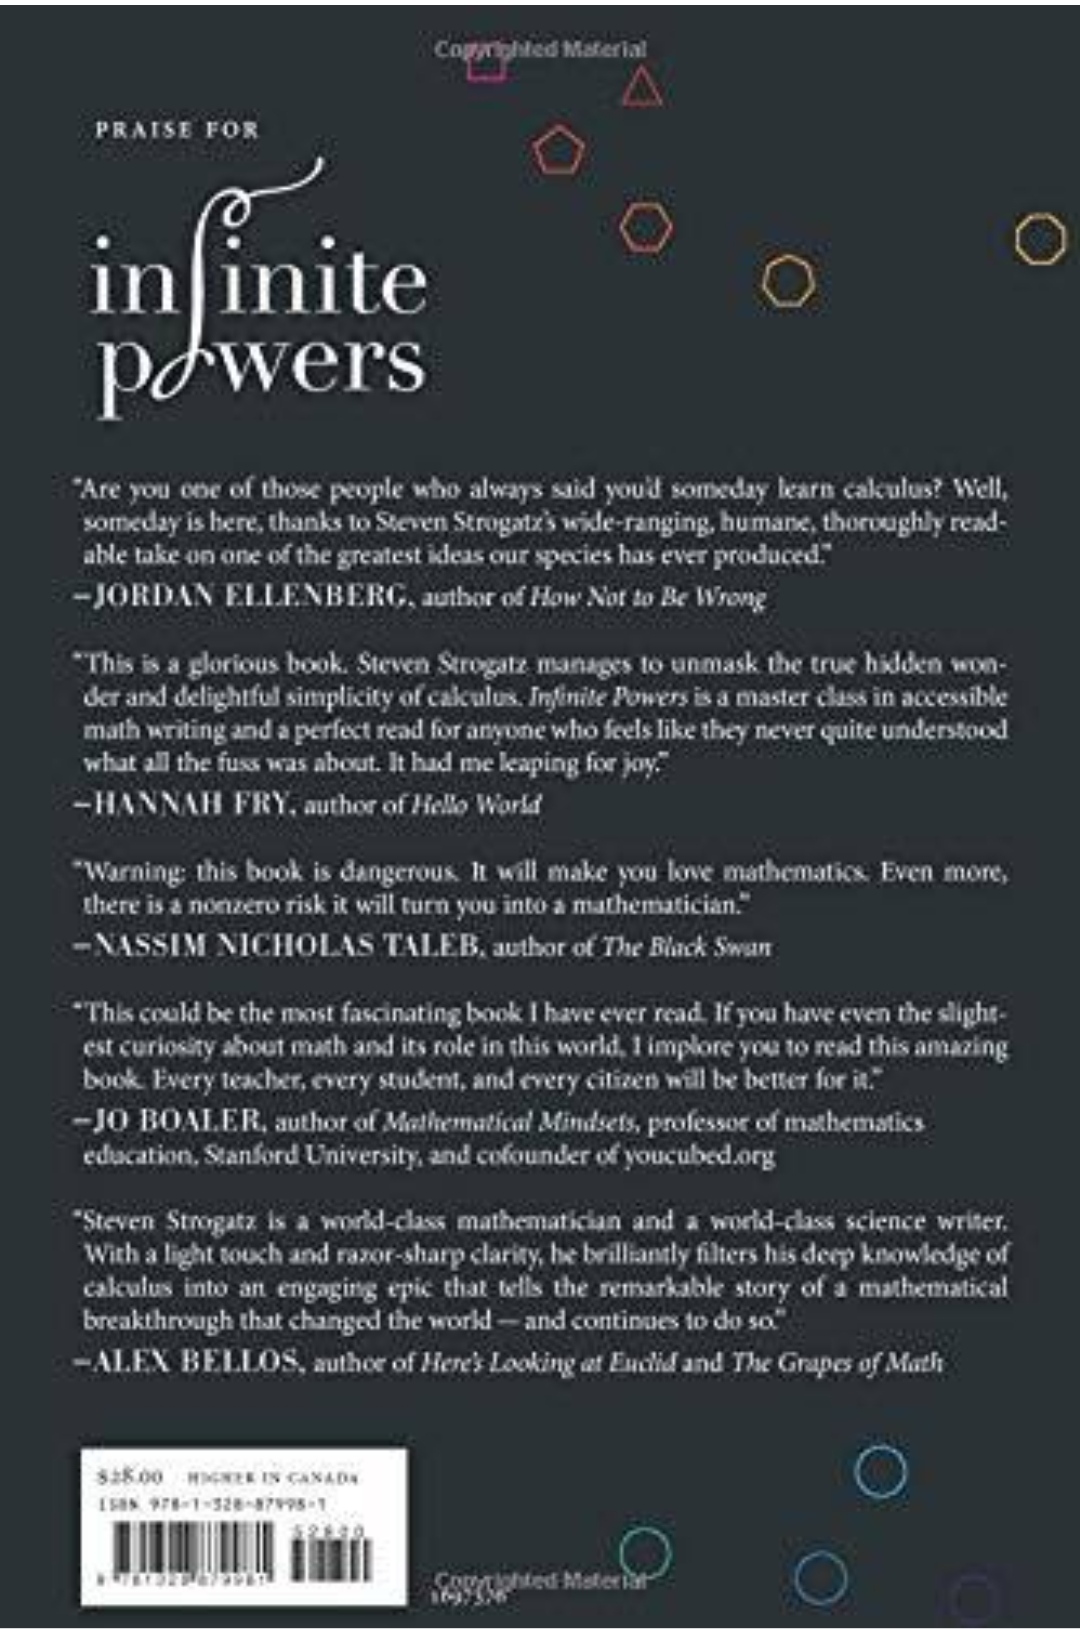 Copyrighted Material
PRAISE FOR
infinite
powers
"Are you one of those people who always said you'd someday learn calculus? Well,
someday is here, thanks to Steven Strogatz's wide-ranging, humane, thoroughly read-
able take on one of the greatest ideas our species has ever produced."
—JORDAN ELLENBERG, author of How Not to Be Wrong
"This is a glorious book. Steven Strogatz manages to unmask the true hidden won-
der and delightful simplicity of calculus. Infinite Powers is a master class in accessible
math writing and a perfect read for anyone who feels like they never quite understood
what all the fuss was about. It had me leaping for joy."
—HANNAH FRY, author of Hello World
"Warning: this book is dangerous. It will make you love mathematics. Even more,
there is a nonzero risk it will turn you into a mathematician."
—NASSIM NICHOLAS TALEB, author of The Black Swan
"This could be the most fascinating book I have ever read. If you have even the slight-
est curiosity about math and its role in this world, I implore you to read this amazing
book. Every teacher, every student, and every citizen will be better for it."
—JO BOALER, author of Mathematical Mindsets, professor of mathematics
education, Stanford University, and cofounder of youcubed.org
"Steven Strogatz is a world-class mathematician and a world-class science writer.
With a light touch and razor-sharp clarity, he brilliantly filters his deep knowledge of
calculus into an engaging epic that tells the remarkable story of a mathematical
breakthrough that changed the world — and continues to do so."
—ALEX BELLOS, author of Here's Looking at Euclid and The Grapes of Math
$28.00 HIGHER IN CANADA
ISBN 978-1-328-87998-1
52800
Copyrighted Material